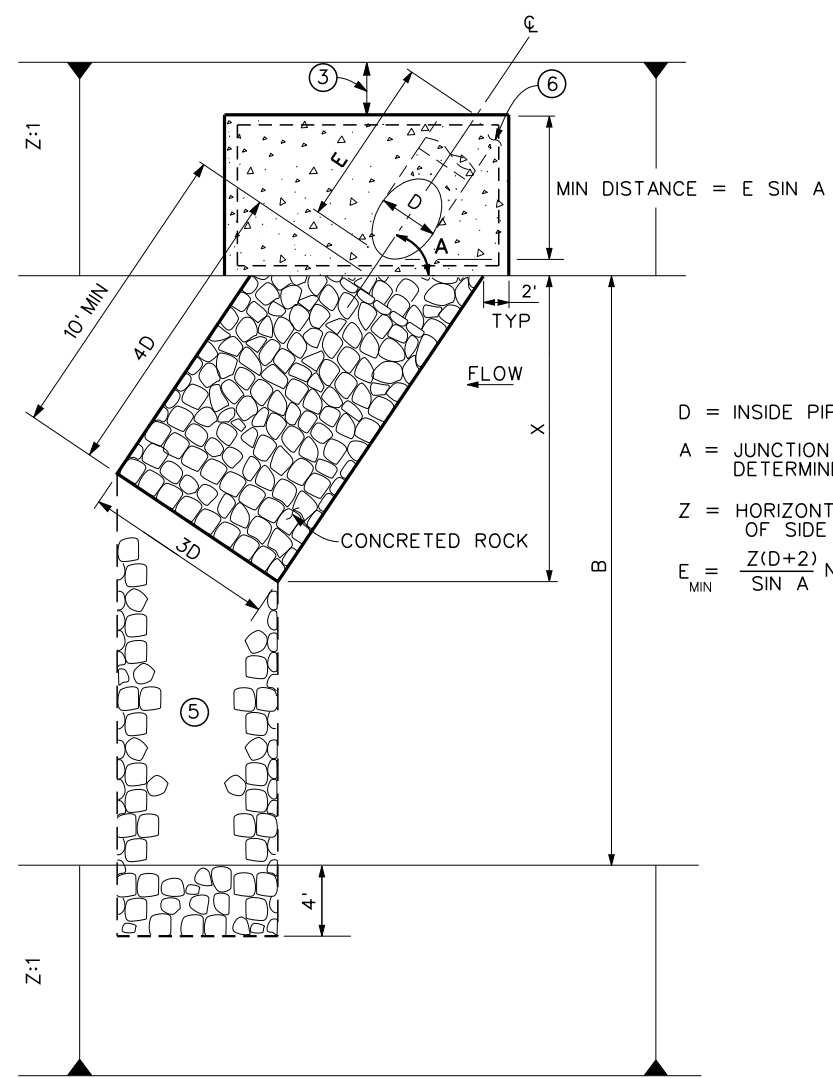 ℄
3
6
Z:1
E
D
MIN DISTANCE = E SIN A
A
10' MIN
4D
2'
TYP
FLOW
X
D = INSIDE PIP
A = JUNCTION
DETERMIN
Z = HORIZONT
OF SIDE
E MIN = Z(D+2) / SIN A N
CONCRETED ROCK
3D
B
5
4'
Z:1